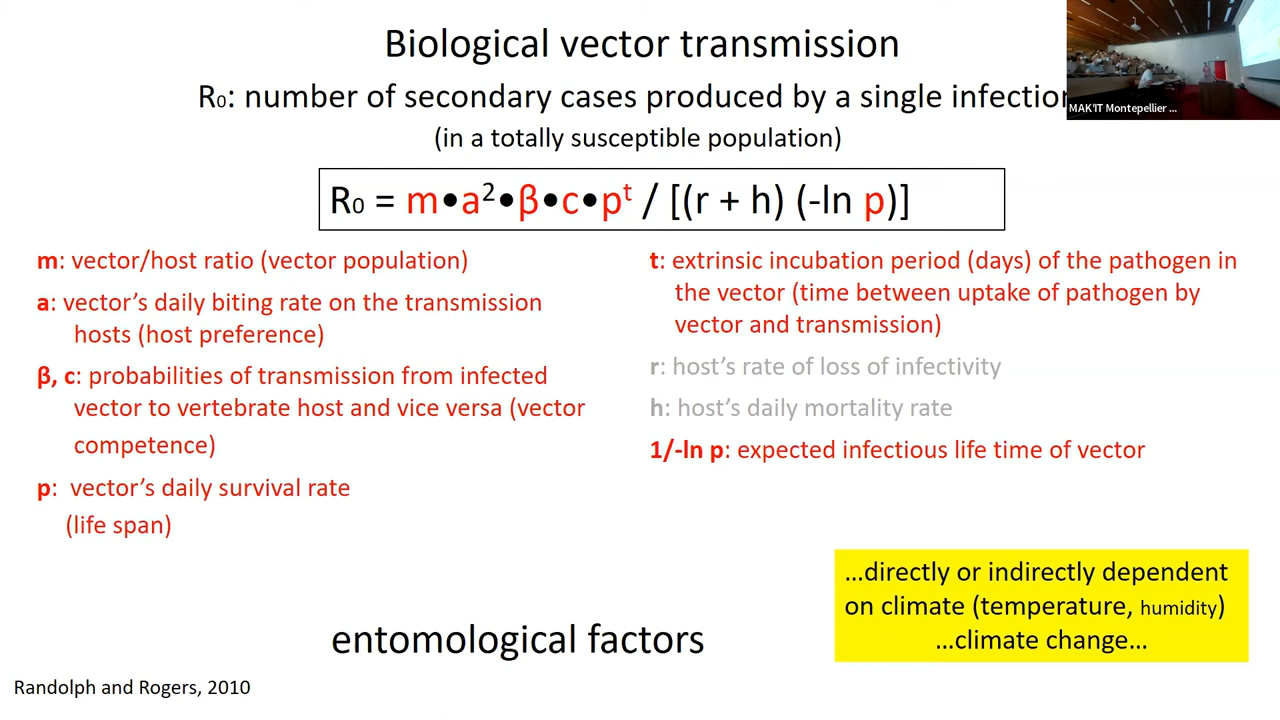 Biological vector transmission
R₀: number of secondary cases produced by a single infection
(in a totally susceptible population)
MAK'IT Montepellier ...
R₀ = m•a²•β•c•pᵗ / [(r + h) (-ln p)]
m: vector/host ratio (vector population)
a: vector's daily biting rate on the transmission
hosts (host preference)
β, c: probabilities of transmission from infected
vector to vertebrate host and vice versa (vector
competence)
p: vector's daily survival rate
(life span)
t: extrinsic incubation period (days) of the pathogen in
the vector (time between uptake of pathogen by
vector and transmission)
r: host's rate of loss of infectivity
h: host's daily mortality rate
1/-ln p: expected infectious life time of vector
...directly or indirectly dependent
on climate (temperature, humidity)
...climate change...
entomological factors
Randolph and Rogers, 2010